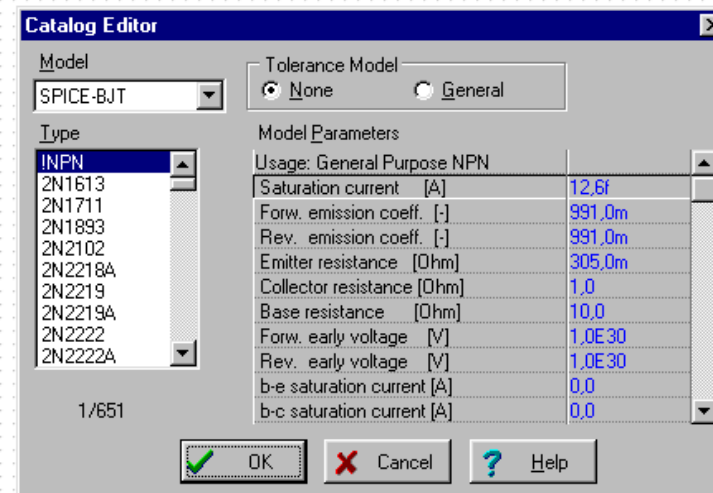 Catalog Editor
Model
SPICE-BJT
Tolerance Model
None
General
Type
!NPN
2N1613
2N1711
2N1893
2N2102
2N2218A
2N2219
2N2219A
2N2222
2N2222A
1/651
Model Parameters
Usage: General Purpose NPN
Saturation current [A] 12,6f
Forw. emission coeff. [-] 991,0m
Rev. emission coeff. [-] 991,0m
Emitter resistance [Ohm] 305,0m
Collector resistance [Ohm] 1,0
Base resistance [Ohm] 10,0
Forw. early voltage [V] 1,0E30
Rev. early voltage [V] 1,0E30
b-e saturation current [A] 0,0
b-c saturation current [A] 0,0
OK
Cancel
Help